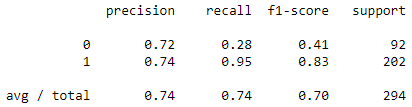 precision recall f1-score support
0 0.72 0.28 0.41 92
1 0.74 0.95 0.83 202
avg / total 0.74 0.74 0.70 294